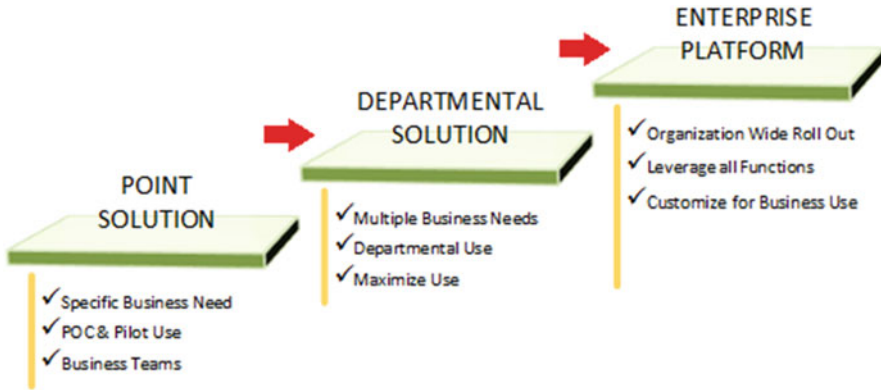 POINT
SOLUTION
✓Specific Business Need
✓POC & Pilot Use
✓Business Teams
DEPARTMENTAL
SOLUTION
✓Multiple Business Needs
✓Departmental Use
✓Maximize Use
ENTERPRISE
PLATFORM
✓Organization Wide Roll Out
✓Leverage all Functions
✓Customize for Business Use